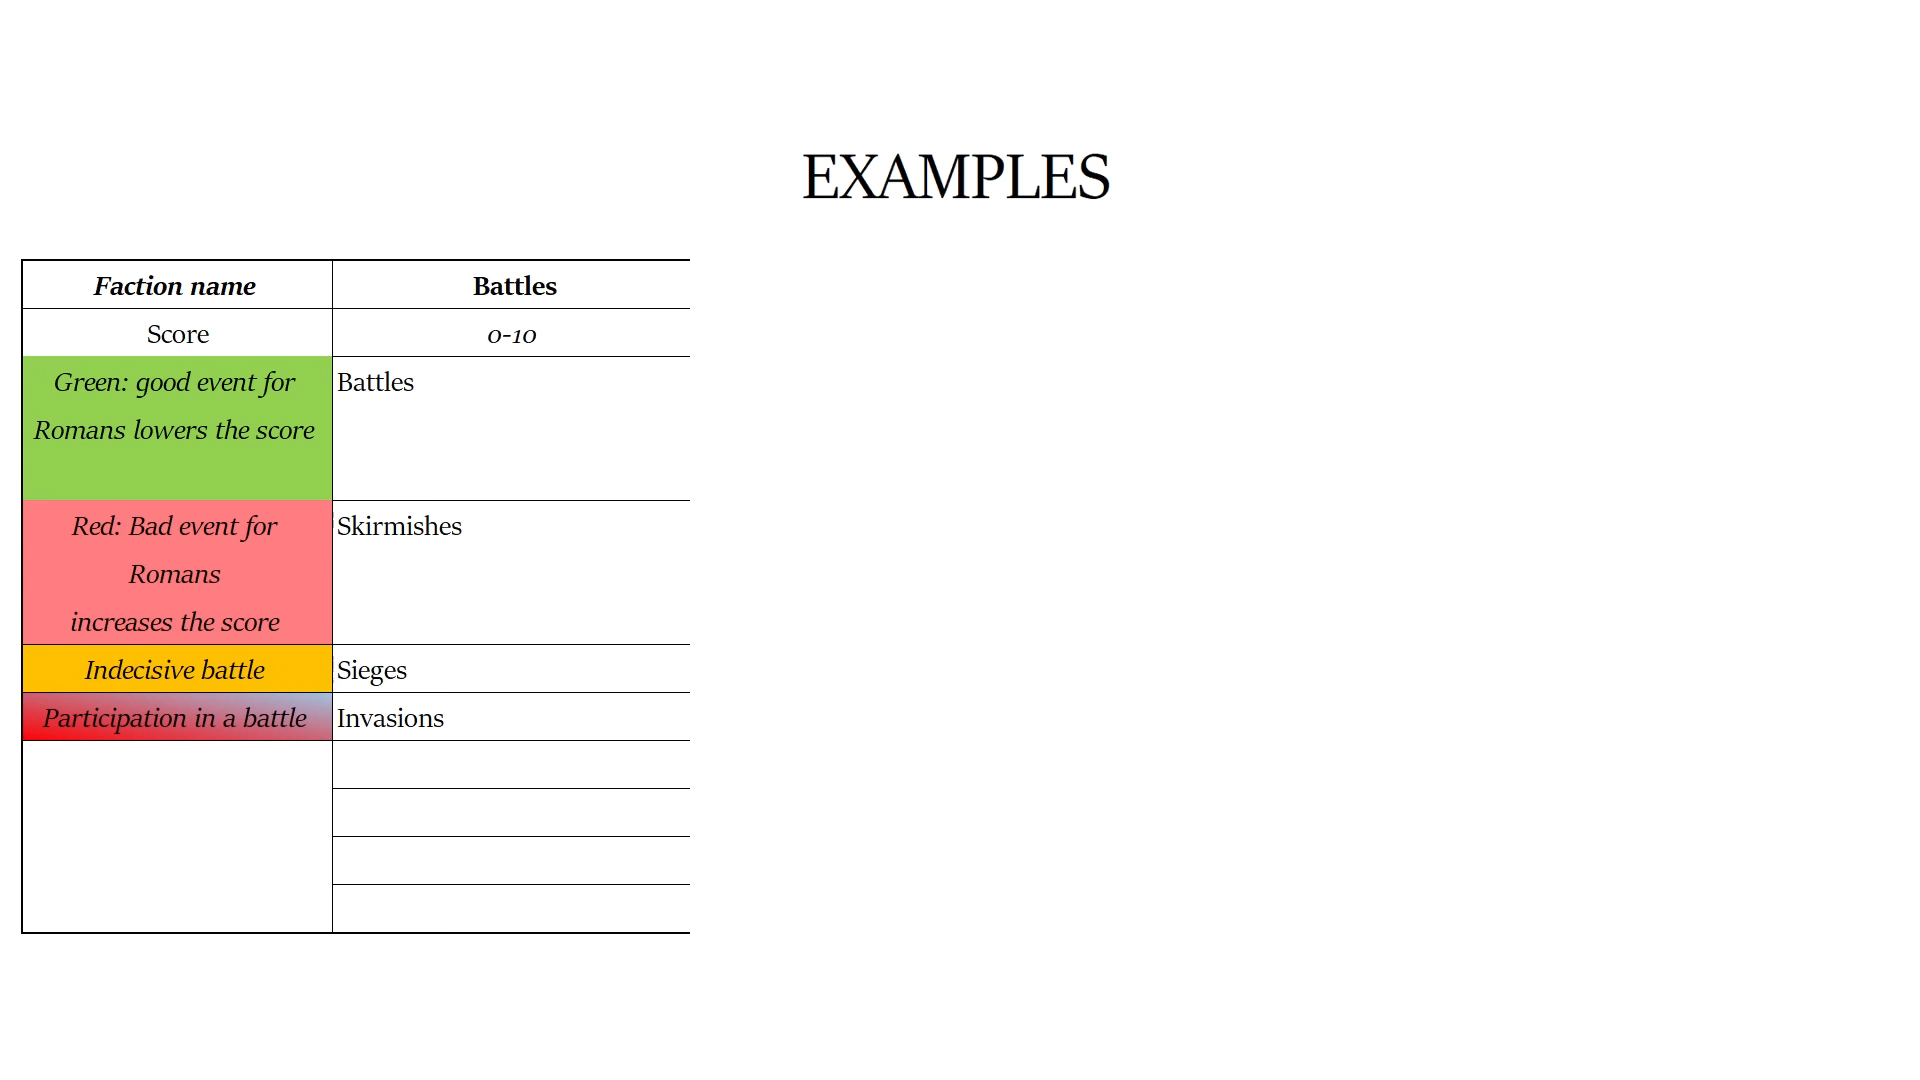 EXAMPLES
Faction name Battles
Score 0-10
Green: good event for Battles
Romans lowers the score
Red: Bad event for Skirmishes
Romans
increases the score
Indecisive battle Sieges
Participation in a battle Invasions